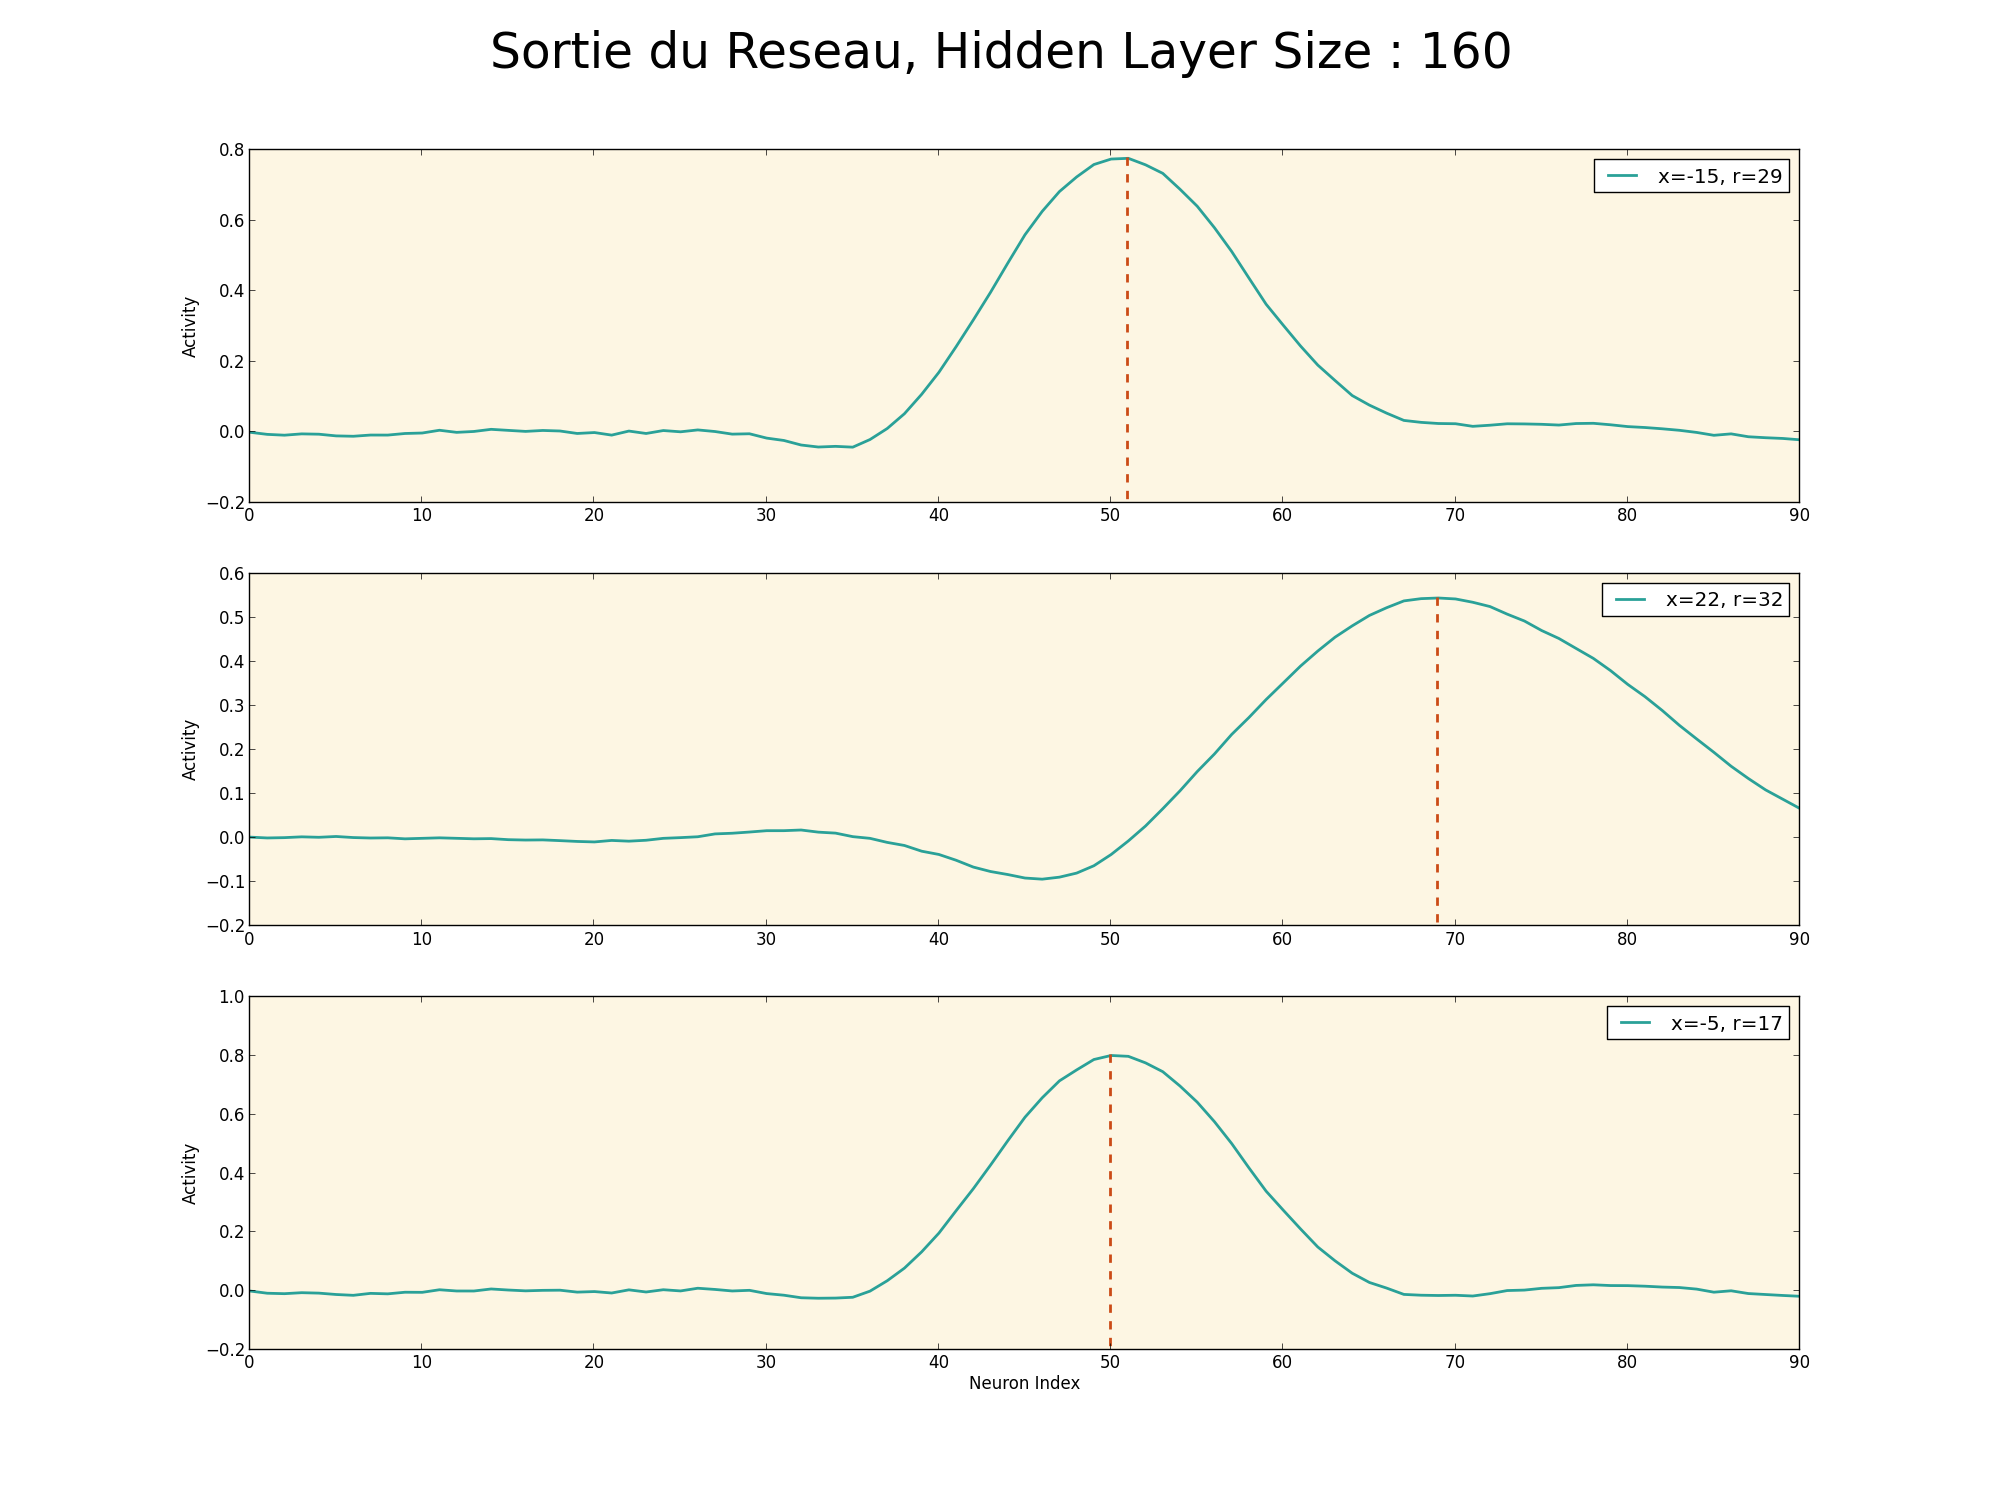 Sortie du Reseau, Hidden Layer Size : 160
0.8
0.6
0.4
0.2
0.0
−0.2
Activity
x=-15, r=29
0 10 20 30 40 50 60 70 80 90
0.6
0.5
0.4
0.3
0.2
0.1
0.0
−0.1
−0.2
Activity
x=22, r=32
0 10 20 30 40 50 60 70 80 90
1.0
0.8
0.6
0.4
0.2
0.0
−0.2
Activity
x=-5, r=17
0 10 20 30 40 50 60 70 80 90
Neuron Index